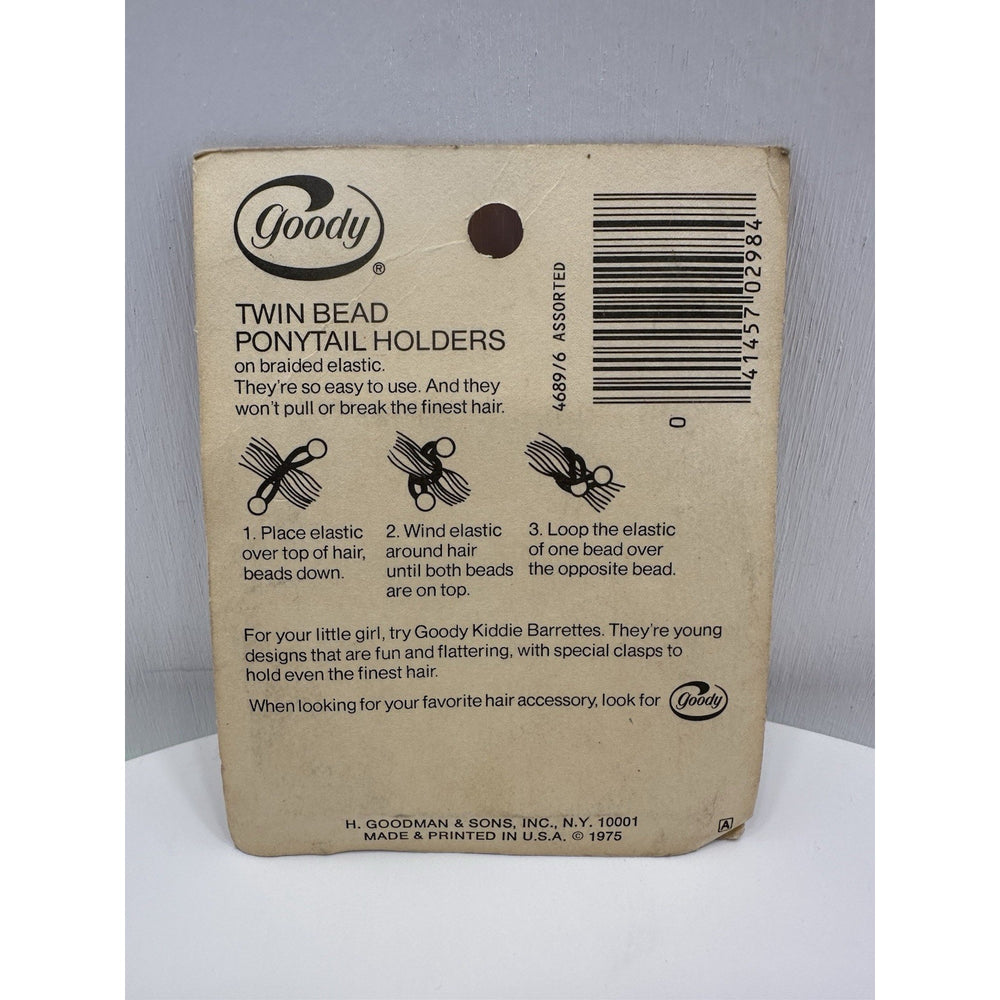 goody
®
TWIN BEAD
PONYTAIL HOLDERS
on braided elastic.
They're so easy to use. And they
won't pull or break the finest hair.
4689/6 ASSORTED
41457 02984
0
1. Place elastic
over top of hair,
beads down.
2. Wind elastic
around hair
until both beads
are on top.
3. Loop the elastic
of one bead over
the opposite bead.
For your little girl, try Goody Kiddie Barrettes. They're young
designs that are fun and flattering, with special clasps to
hold even the finest hair.
When looking for your favorite hair accessory, look for goody
H. GOODMAN & SONS, INC., N.Y. 10001
MADE & PRINTED IN U.S.A. © 1975
A